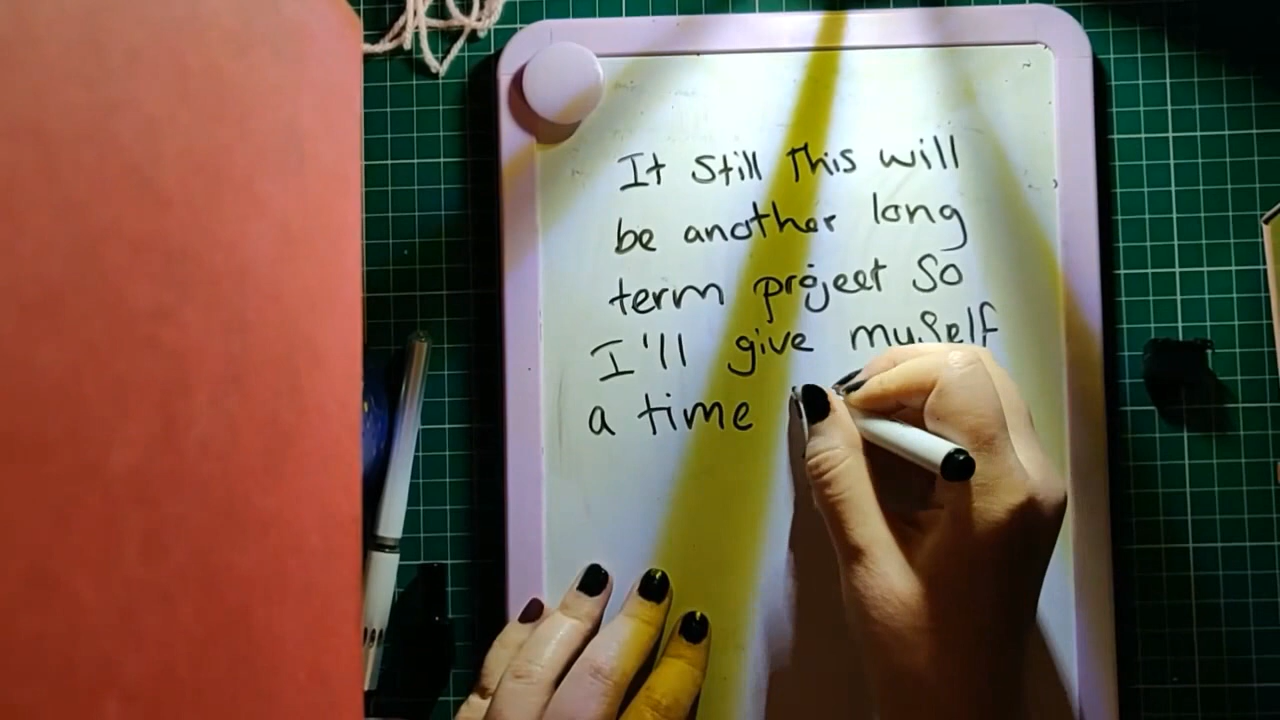 It Still This will
be another long
term project So
I'll give myself
a time